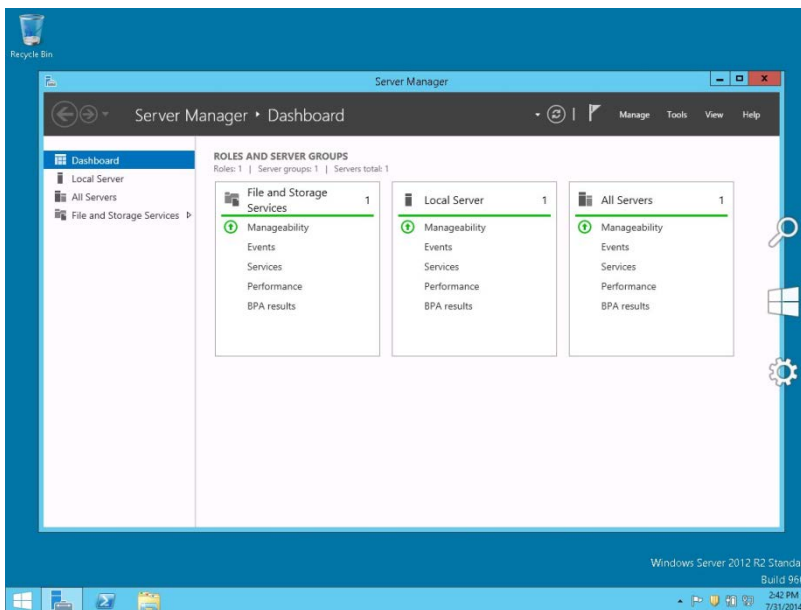 Recycle Bin
Server Manager
Server Manager ‣ Dashboard
Manage Tools View Help
Dashboard
Local Server
All Servers
File and Storage Services
ROLES AND SERVER GROUPS
Roles: 1 | Server groups: 1 | Servers total: 1
File and Storage Services 1
Manageability
Events
Services
Performance
BPA results
Local Server 1
Manageability
Events
Services
Performance
BPA results
All Servers 1
Manageability
Events
Services
Performance
BPA results
Windows Server 2012 R2 Standa
Build 960
2:42 PM
7/31/201